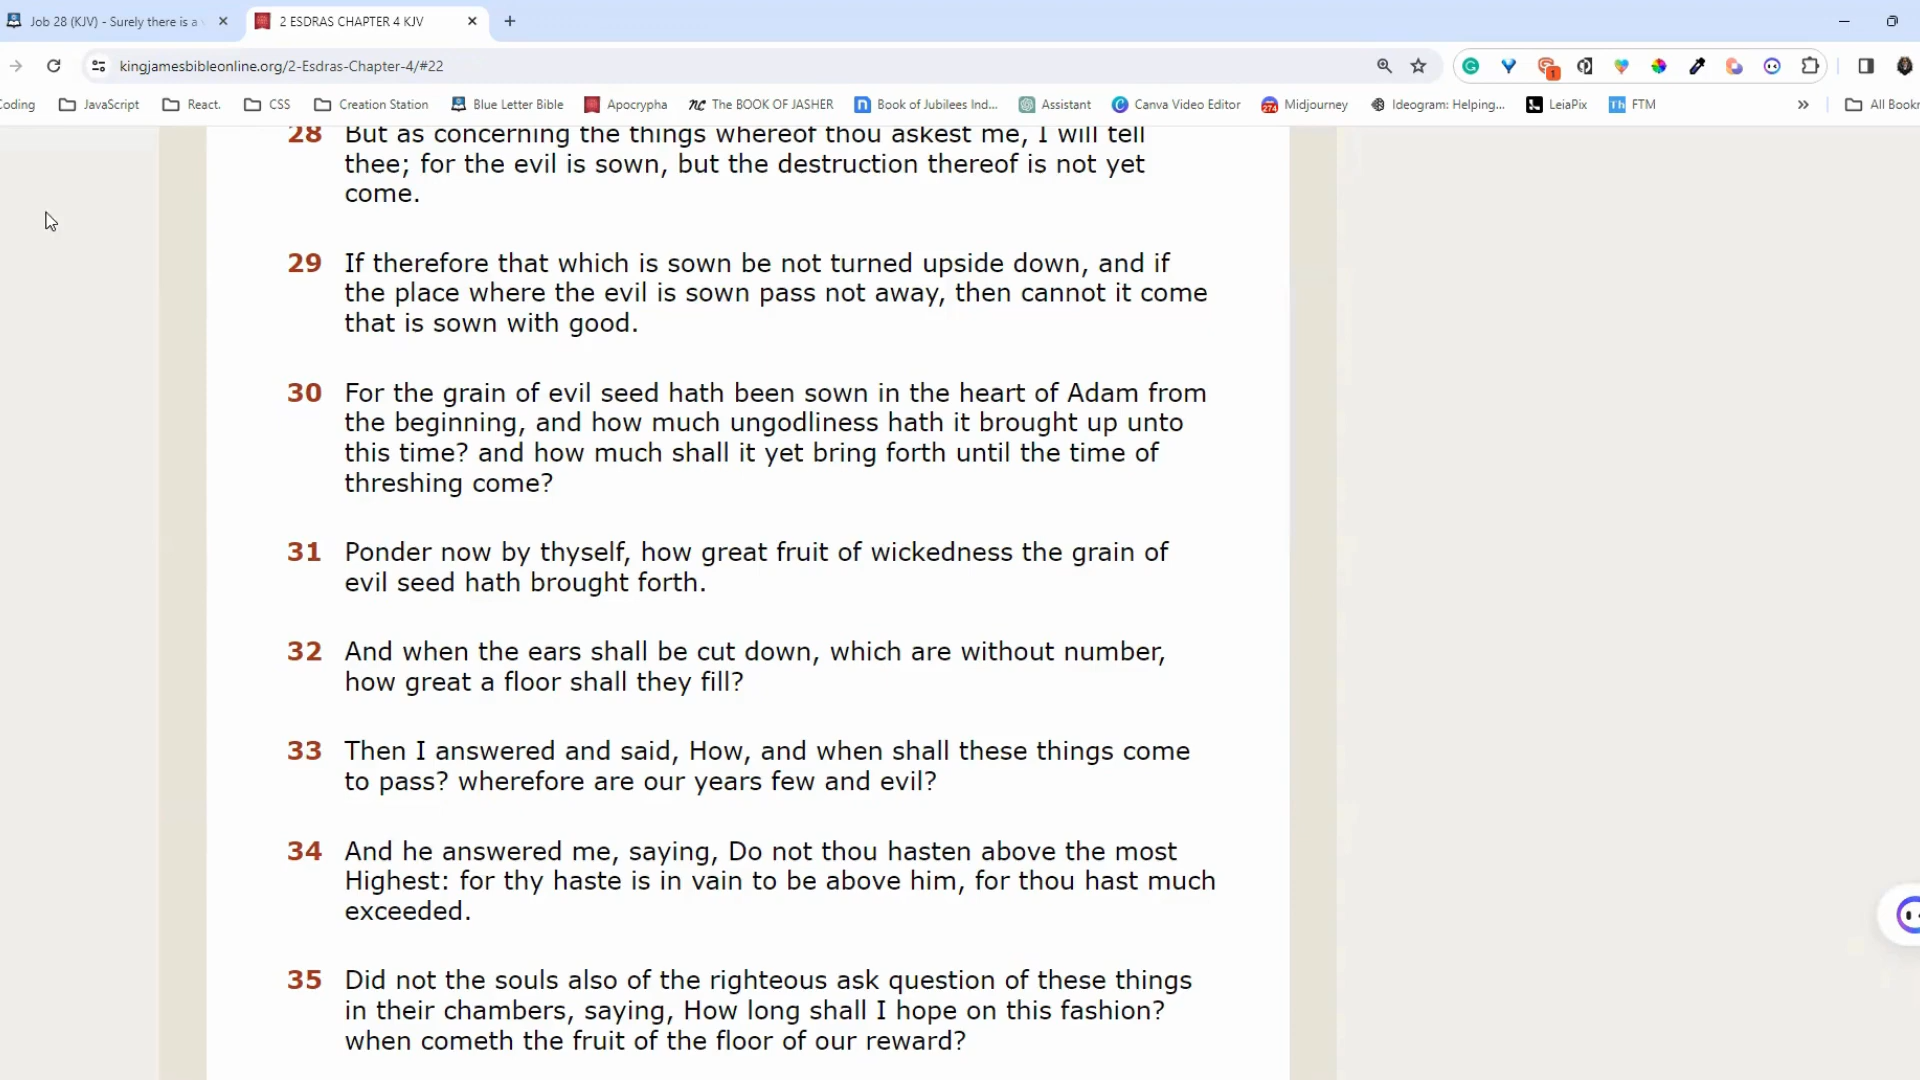 Job 28 (KJV) - Surely there is a
2 ESDRAS CHAPTER 4 KJV
kingjamesbibleonline.org/2-Esdras-Chapter-4/#22
1
Coding
JavaScript
React.
CSS
Creation Station
Blue Letter Bible
Apocrypha
The BOOK OF JASHER
Book of Jubilees Ind...
Assistant
Canva Video Editor
274
Midjourney
Ideogram: Helping...
LeiaPix
Th FTM
»
All Bookr
28 But as concerning the things whereof thou askest me, I will tell
thee; for the evil is sown, but the destruction thereof is not yet
come.
29 If therefore that which is sown be not turned upside down, and if
the place where the evil is sown pass not away, then cannot it come
that is sown with good.
30 For the grain of evil seed hath been sown in the heart of Adam from
the beginning, and how much ungodliness hath it brought up unto
this time? and how much shall it yet bring forth until the time of
threshing come?
31 Ponder now by thyself, how great fruit of wickedness the grain of
evil seed hath brought forth.
32 And when the ears shall be cut down, which are without number,
how great a floor shall they fill?
33 Then I answered and said, How, and when shall these things come
to pass? wherefore are our years few and evil?
34 And he answered me, saying, Do not thou hasten above the most
Highest: for thy haste is in vain to be above him, for thou hast much
exceeded.
35 Did not the souls also of the righteous ask question of these things
in their chambers, saying, How long shall I hope on this fashion?
when cometh the fruit of the floor of our reward?